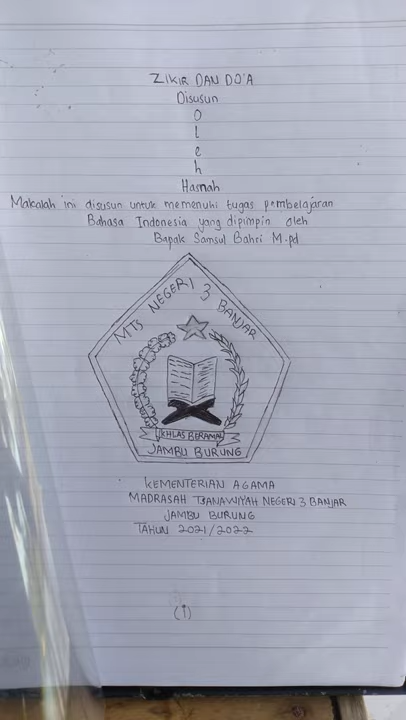 ZIKIR DAN DO'A
Disusun
O
l
e
h
Hasnah
Makalah ini disusun untuk memenuhi tugas pembelajaran
Bahasa Indonesia yang dipimpin oleh
Bapak Samsul Bahri M.pd
MTs NEGERI 3 BANJAR
IKHLAS BERAMAL
JAMBU BURUNG
KEMENTERIAN AGAMA
MADRASAH TSANAWIYAH NEGERI 3 BANJAR
JAMBU BURUNG
TAHUN 2021/2022
(i)